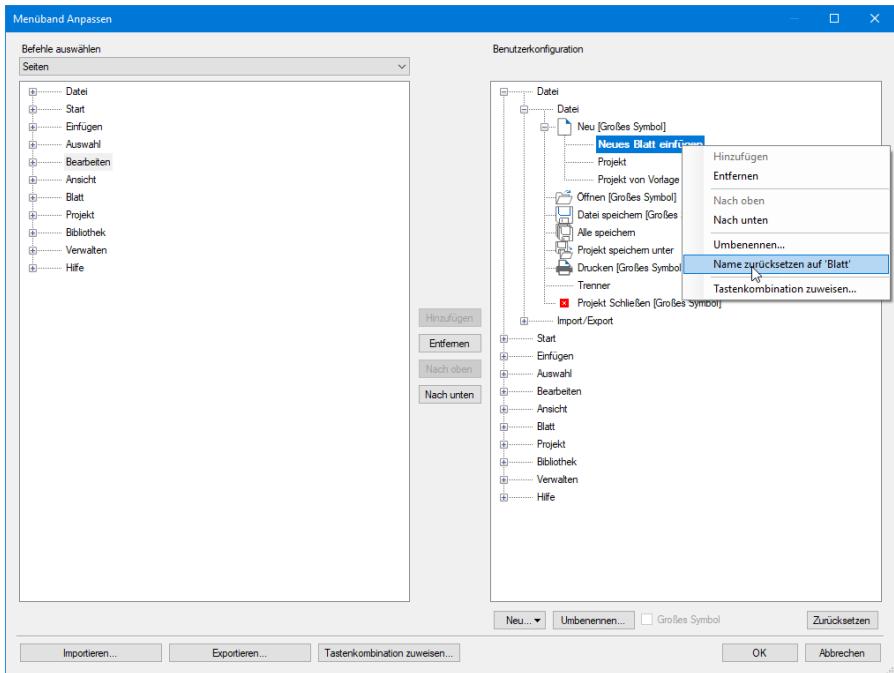 Menüband Anpassen
Befehle auswählen
Seiten
Datei
Start
Einfügen
Auswahl
Bearbeiten
Ansicht
Blatt
Projekt
Bibliothek
Verwalten
Hilfe
Hinzufügen
Entfernen
Nach oben
Nach unten
Benutzerkonfiguration
Datei
Datei
Neu [Großes Symbol]
Neues Blatt einfügen
Projekt
Projekt von Vorlage
Öffnen [Großes Symbol]
Datei speichern [Großes
Alle speichern
Projekt speichern unter
Drucken [Großes Symbol
Trenner
Projekt Schließen [Großes Symbol]
Import/Export
Start
Einfügen
Auswahl
Bearbeiten
Ansicht
Blatt
Projekt
Bibliothek
Verwalten
Hilfe
Hinzufügen
Entfernen
Nach oben
Nach unten
Umbenennen...
Name zurücksetzen auf 'Blatt'
Tastenkombination zuweisen...
Neu...
Umbenennen...
Großes Symbol
Zurücksetzen
Importieren...
Exportieren...
Tastenkombination zuweisen...
OK
Abbrechen